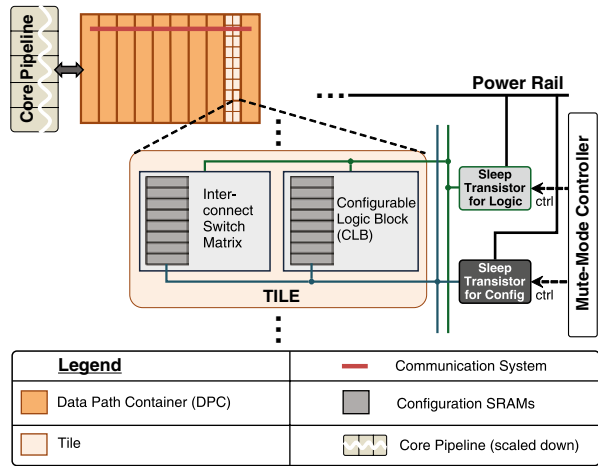 Core Pipeline
Power Rail
Inter-
connect
Switch
Matrix
Configurable
Logic Block
(CLB)
TILE
Sleep
Transistor
for Logic
ctrl
Sleep
Transistor
for Config
ctrl
Mute-Mode Controller
Legend
Communication System
Data Path Container (DPC)
Configuration SRAMs
Tile
Core Pipeline (scaled down)